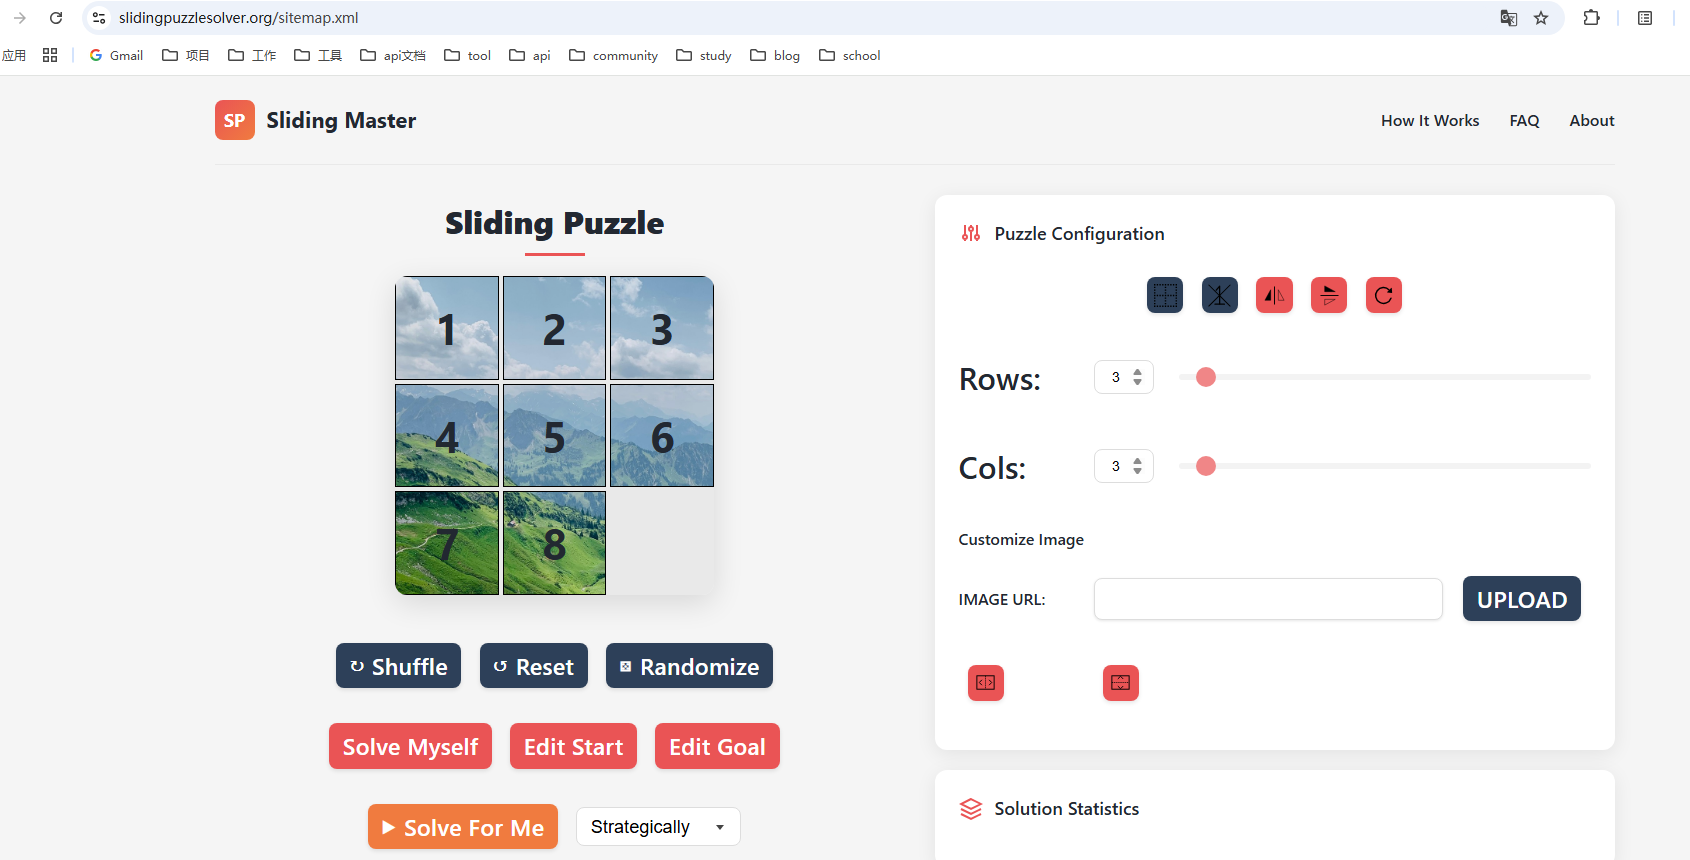 slidingpuzzlesolver.org/sitemap.xml
应用
Gmail
项目
工作
工具
api文档
tool
api
community
study
blog
school
SP
Sliding Master
How It Works
FAQ
About
Sliding Puzzle
1
2
3
4
5
6
7
8
↻ Shuffle
↺ Reset
Randomize
Solve Myself
Edit Start
Edit Goal
Solve For Me
Strategically
Puzzle Configuration
Rows:
3
Cols:
3
Customize Image
IMAGE URL:
UPLOAD
Solution Statistics